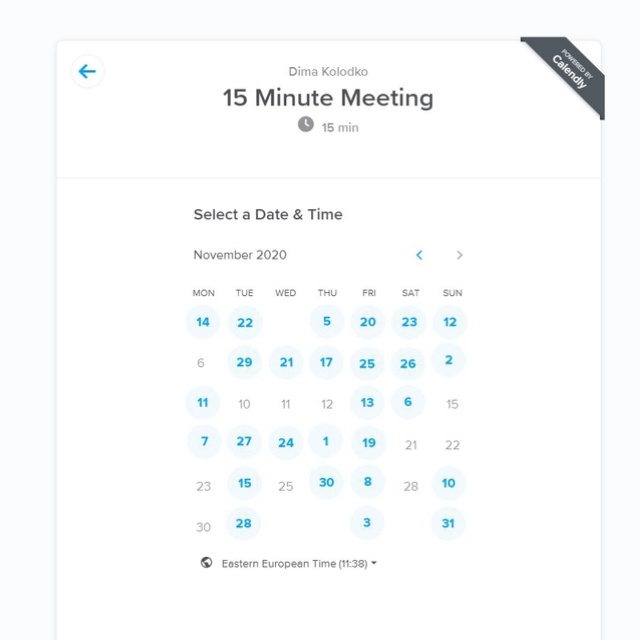 POWERED BY
Calendly
Dima Kolodko
15 Minute Meeting
15 min
Select a Date & Time
November 2020
MON TUE WED THU FRI SAT SUN
14 22 5 20 23 12
6 29 21 17 25 26 2
11 10 11 12 13 6 15
7 27 24 1 19 21 22
23 15 25 30 8 28 10
30 28 3 31
Eastern European Time (11:38)